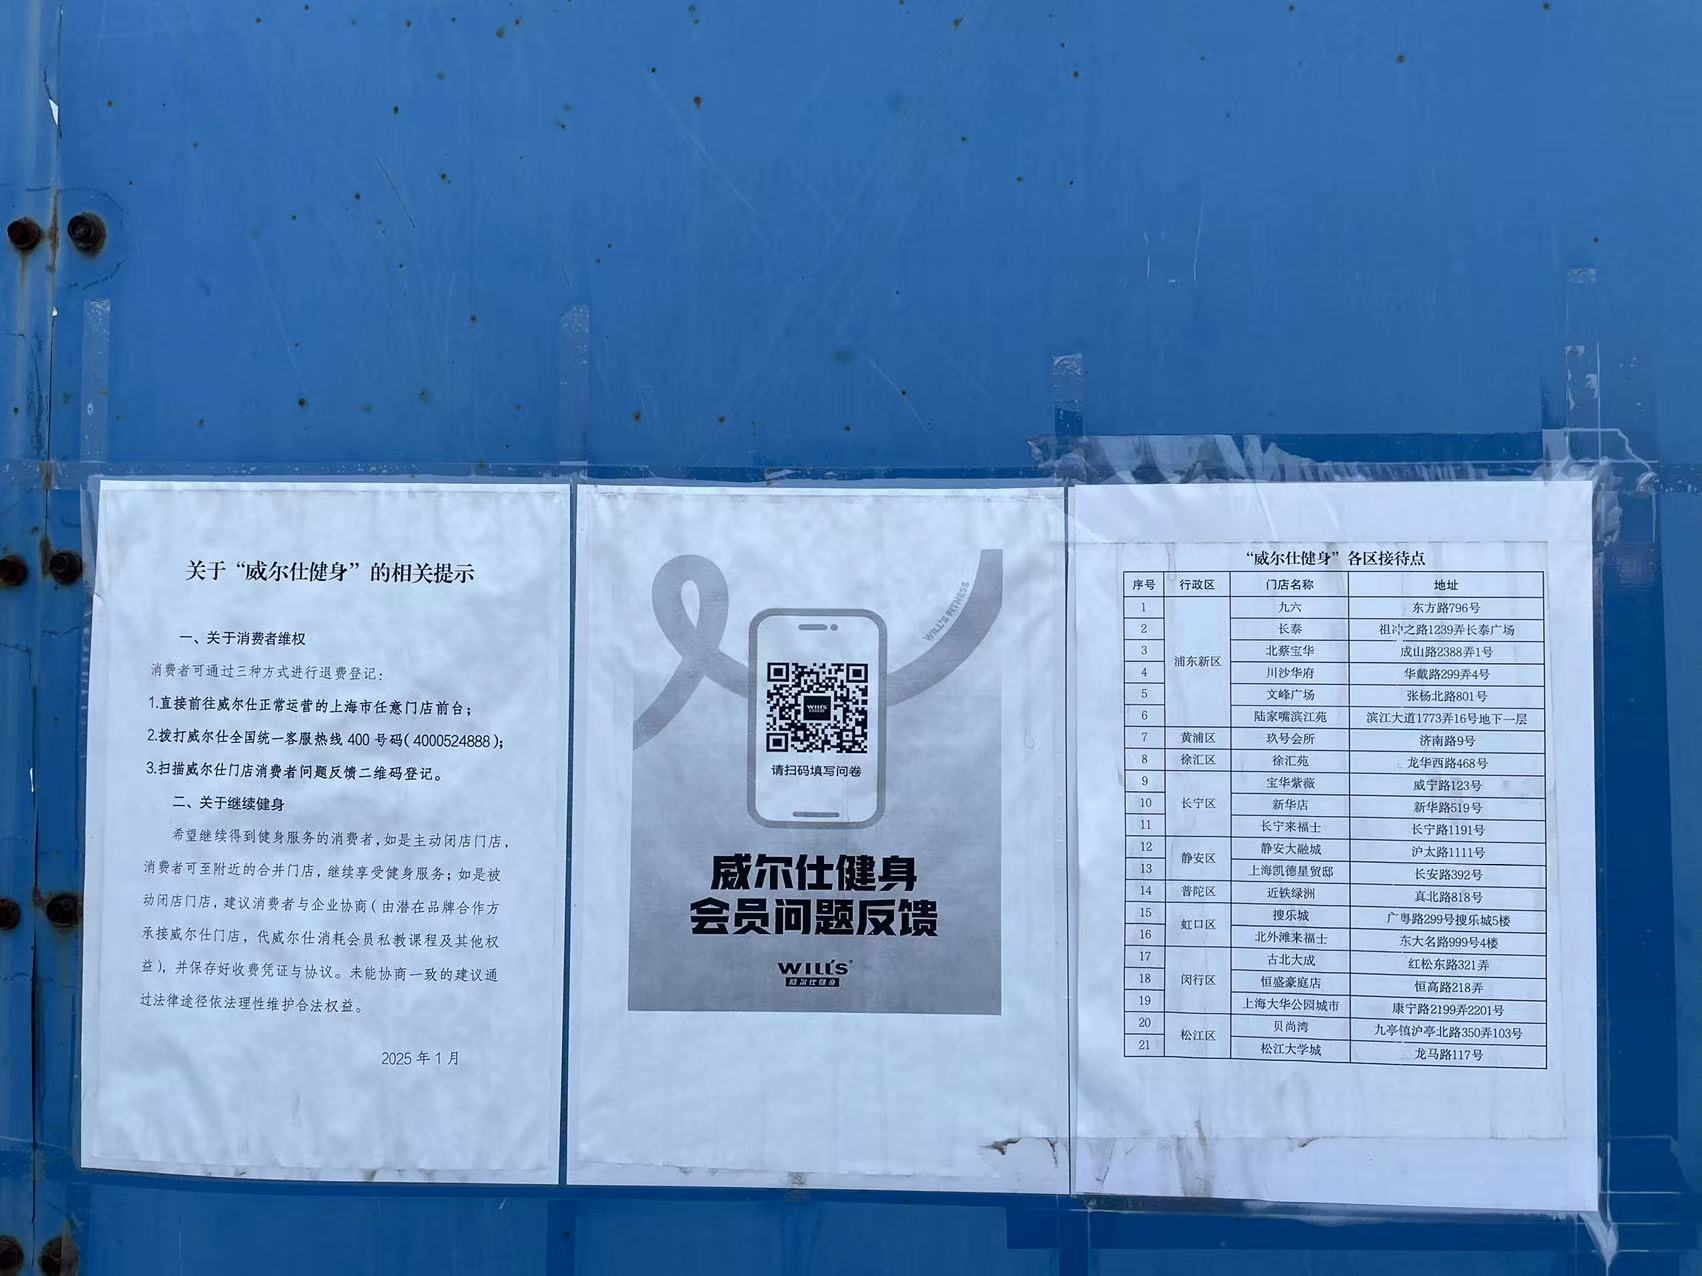 关于“威尔仕健身”的相关提示
一、关于消费者维权
消费者可通过三种方式进行退费登记：
1.直接前往威尔仕正常运营的上海市任意门店前台；
2.拨打威尔仕全国统一客服热线 400 号码（4000524888）；
3.扫描威尔仕门店消费者问题反馈二维码登记。
二、关于继续健身
希望继续得到健身服务的消费者，如是主动闭店门店，
消费者可至附近的合并门店，继续享受健身服务；如是被
动闭店门店，建议消费者与企业协商（由潜在品牌合作方
承接威尔仕门店，代威尔仕消耗会员私教课程及其他权
益），并保存好收费凭证与协议。未能协商一致的建议通
过法律途径依法理性维护合法权益。
2025 年 1 月
WILL'S FITNESS
WILL'S
请扫码填写问卷
威尔仕健身
会员问题反馈
WILL'S
威尔仕健身
“威尔仕健身”各区接待点
序号 行政区 门店名称 地址
1 浦东新区 九六 东方路796号
2 长泰 祖冲之路1239弄长泰广场
3 北蔡宝华 成山路2388弄1号
4 川沙华府 华戴路299弄4号
5 文峰广场 张杨北路801号
6 陆家嘴滨江苑 滨江大道1773弄16号地下一层
7 黄浦区 玖号会所 济南路9号
8 徐汇区 徐汇苑 龙华西路468号
9 长宁区 宝华紫薇 威宁路123号
10 新华店 新华路519号
11 长宁来福士 长宁路1191号
12 静安区 静安大融城 沪太路1111号
13 上海凯德星贸邸 长安路392号
14 普陀区 近铁绿洲 真北路818号
15 虹口区 搜乐城 广粤路299号搜乐城5楼
16 北外滩来福士 东大名路999号4楼
17 闵行区 古北大成 红松东路321弄
18 恒盛豪庭店 恒高路218弄
19 上海大华公园城市 康宁路2199弄2201号
20 松江区 贝尚湾 九亭镇沪亭北路350弄103号
21 松江大学城 龙马路117号